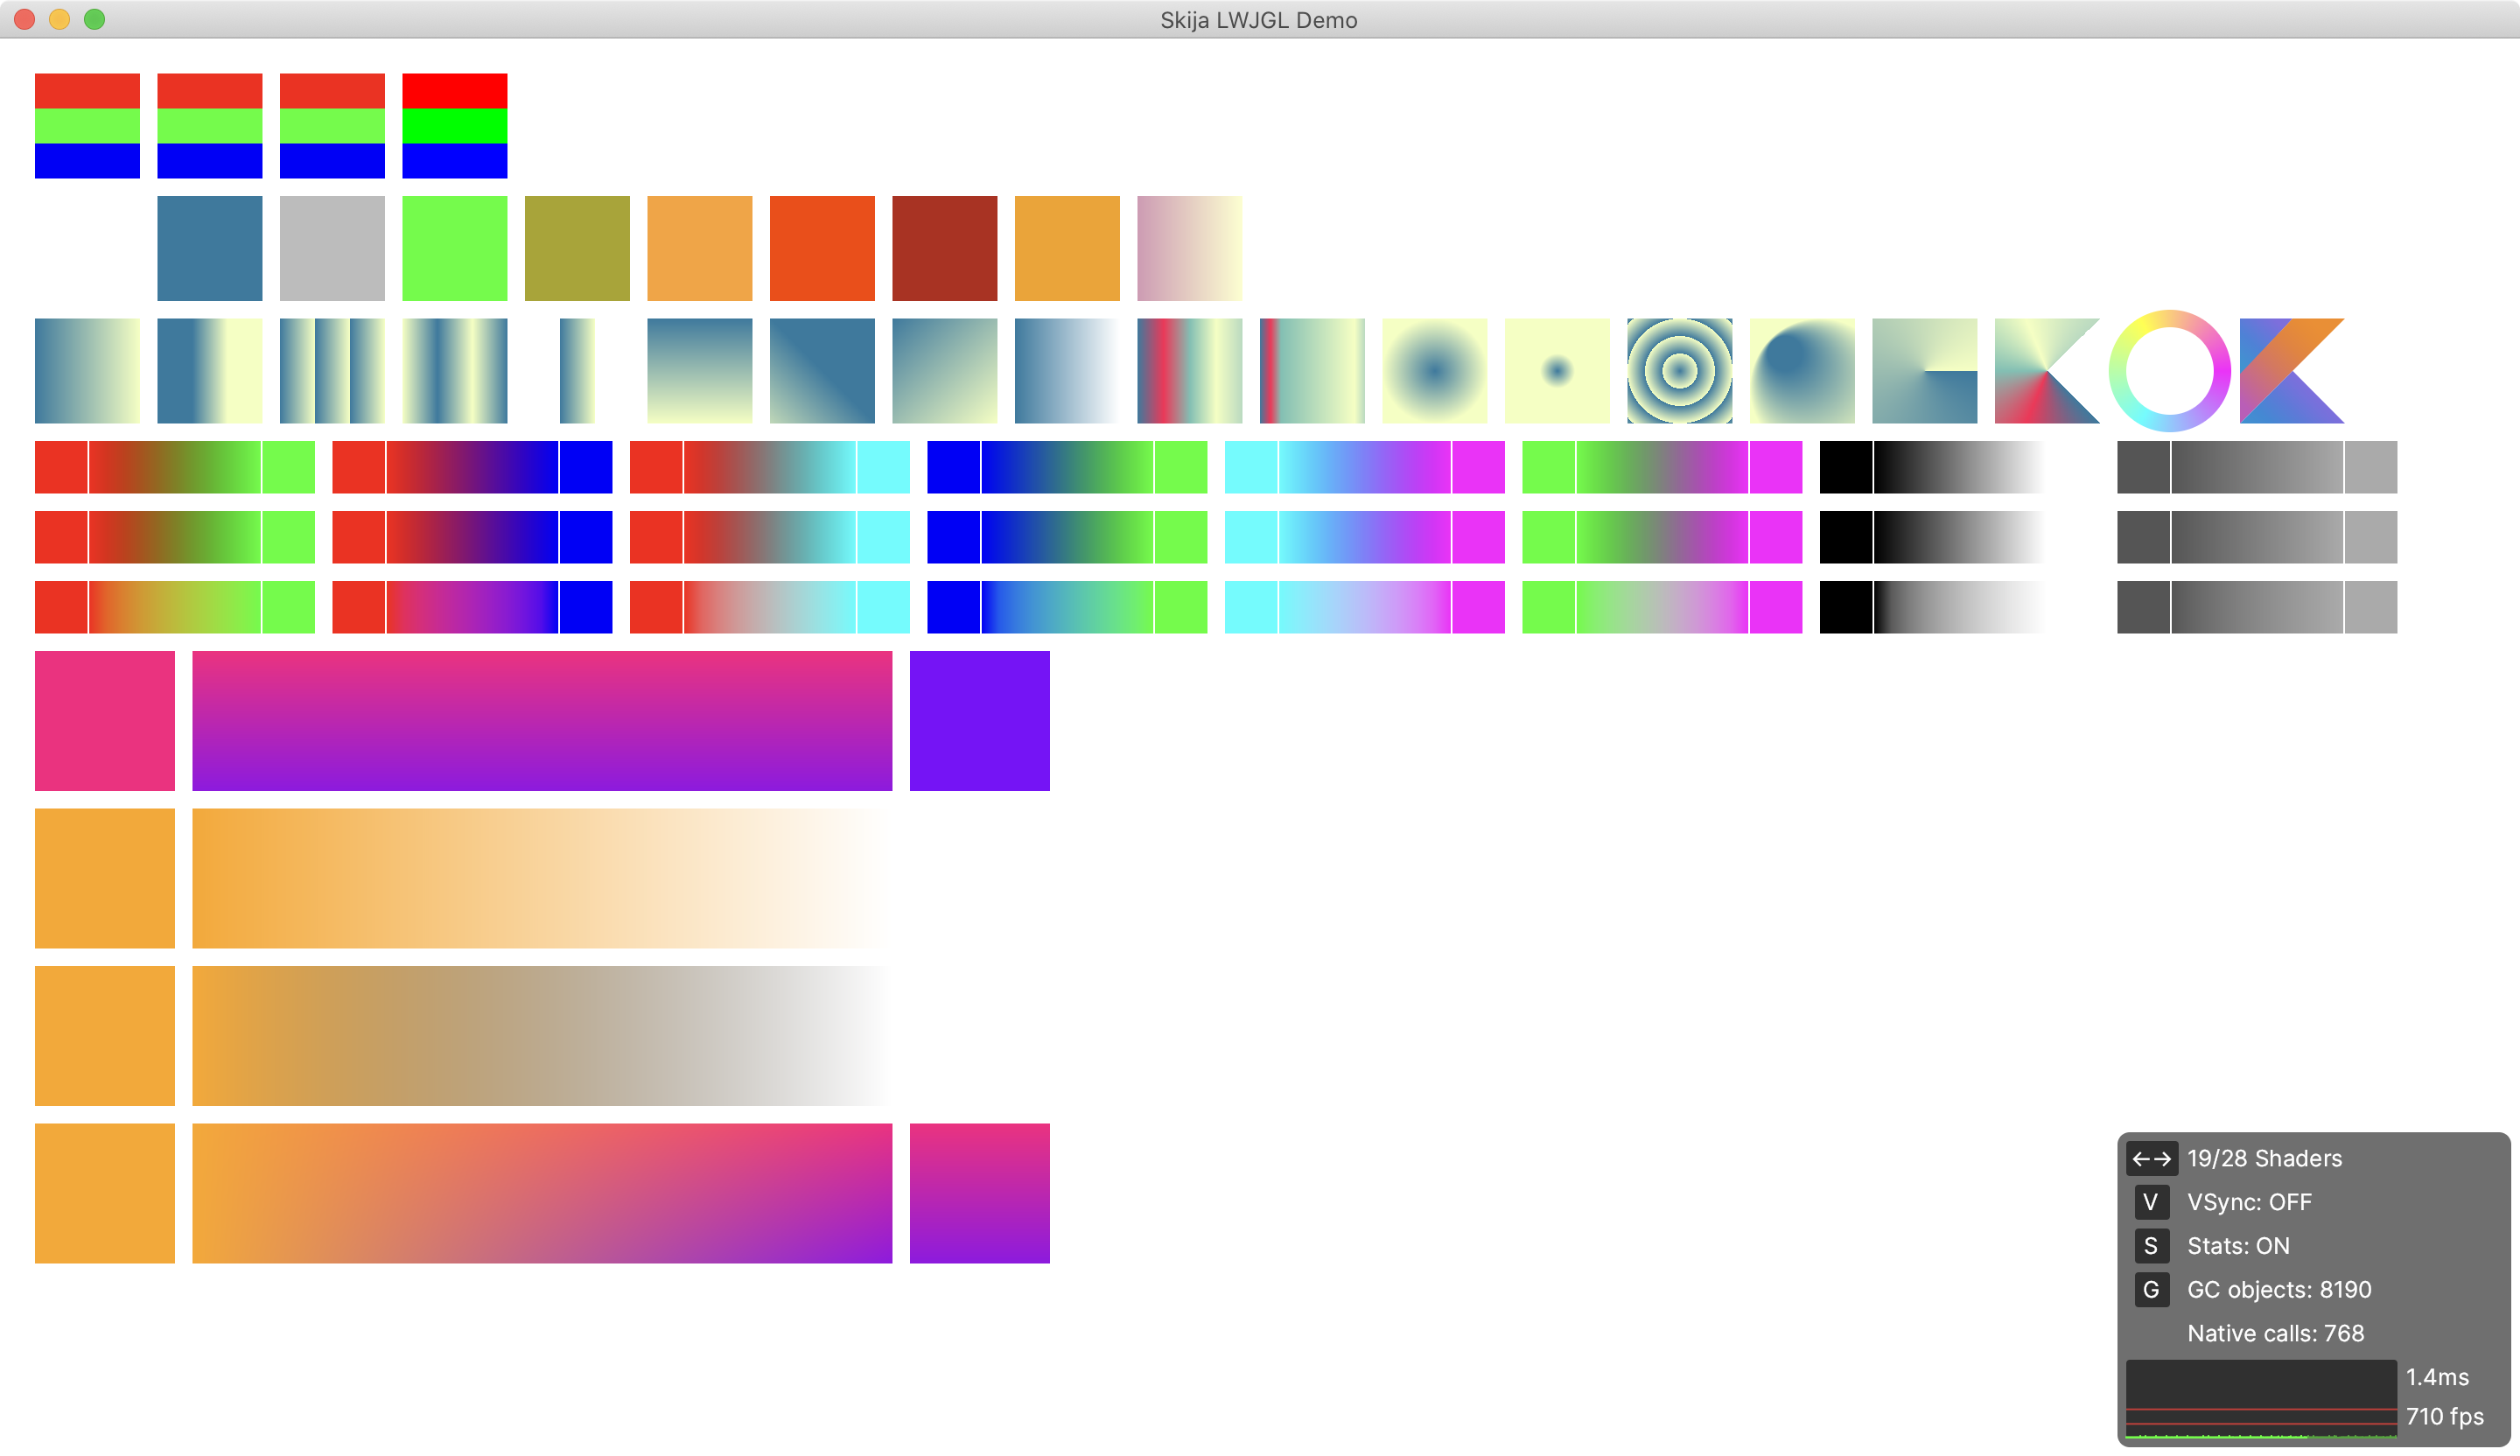 Skija LWJGL Demo
←→ 19/28 Shaders
V VSync: OFF
S Stats: ON
G GC objects: 8190
Native calls: 768
1.4ms
710 fps